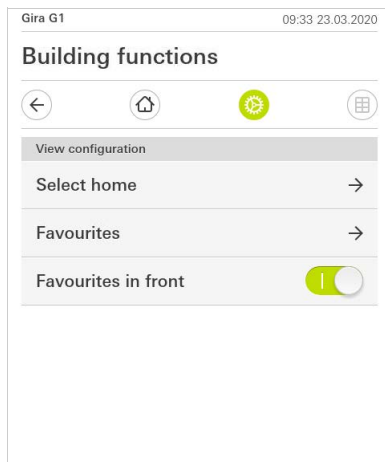 Gira G1 09:33 23.03.2020
Building functions
View configuration
Select home
Favourites
Favourites in front